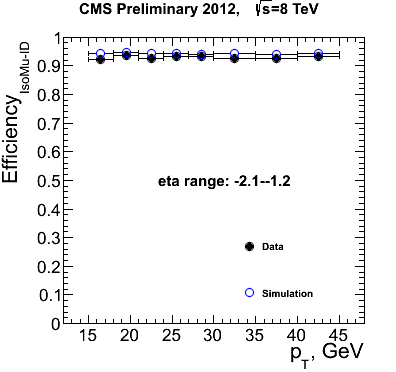 CMS Preliminary 2012, √s=8 TeV
Efficiency_IsoMu-ID
1
0.9
0.8
0.7
0.6
0.5
0.4
0.3
0.2
0.1
0
eta range: -2.1--1.2
Data
Simulation
15 20 25 30 35 40 45
p_T, GeV